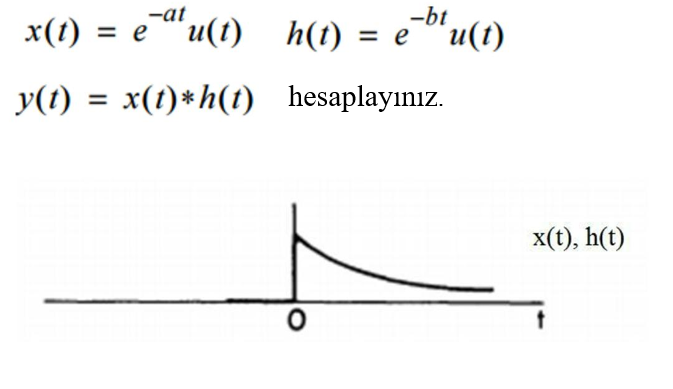 x(t) = e^{-at}u(t) h(t) = e^{-bt}u(t)
y(t) = x(t)*h(t) hesaplayınız.
x(t), h(t)
0 t